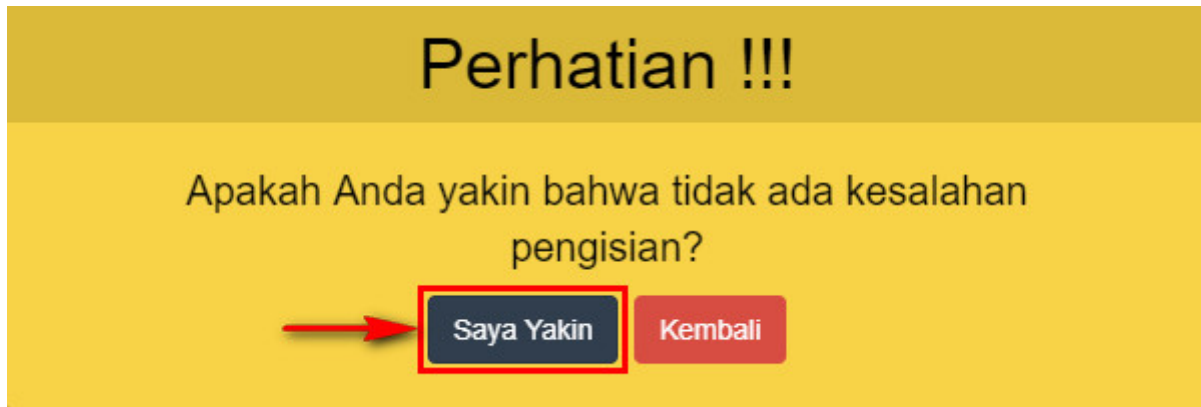 Perhatian !!!
Apakah Anda yakin bahwa tidak ada kesalahan
pengisian?
Saya Yakin
Kembali